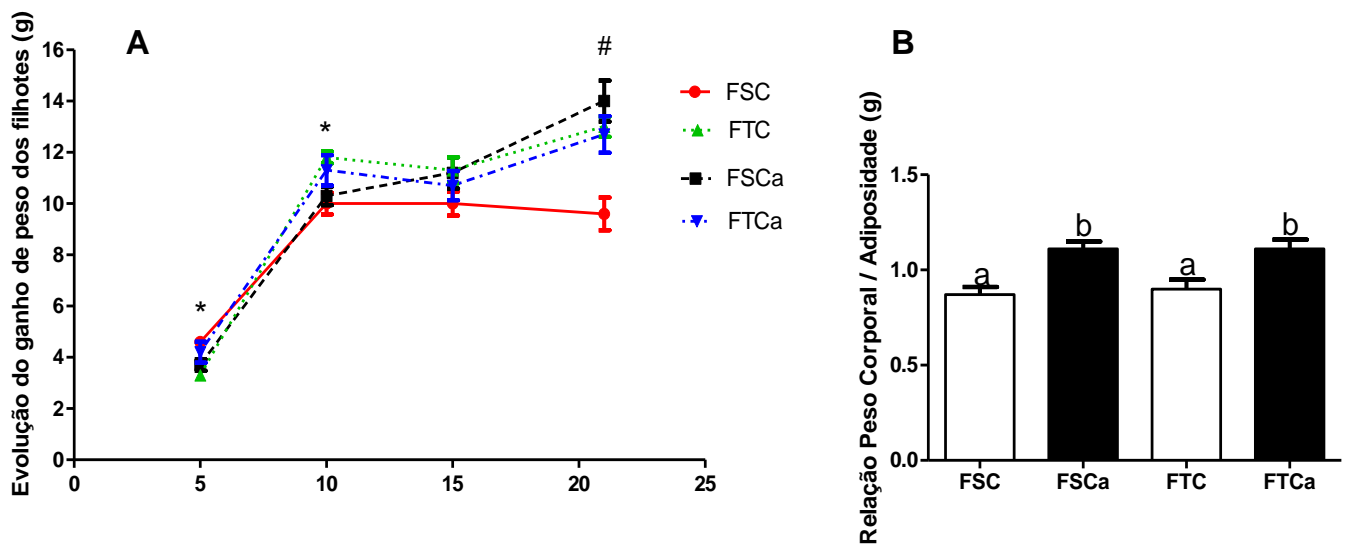 A
Evolução do ganho de peso dos filhotes (g)
16
14
12
10
8
6
4
2
0
0 5 10 15 20 25
*
*
#
FSC
FTC
FSCa
FTCa
B
Relação Peso Corporal / Adiposidade (g)
1.5
1.0
0.5
0.0
a
b
a
b
FSC FSCa FTC FTCa